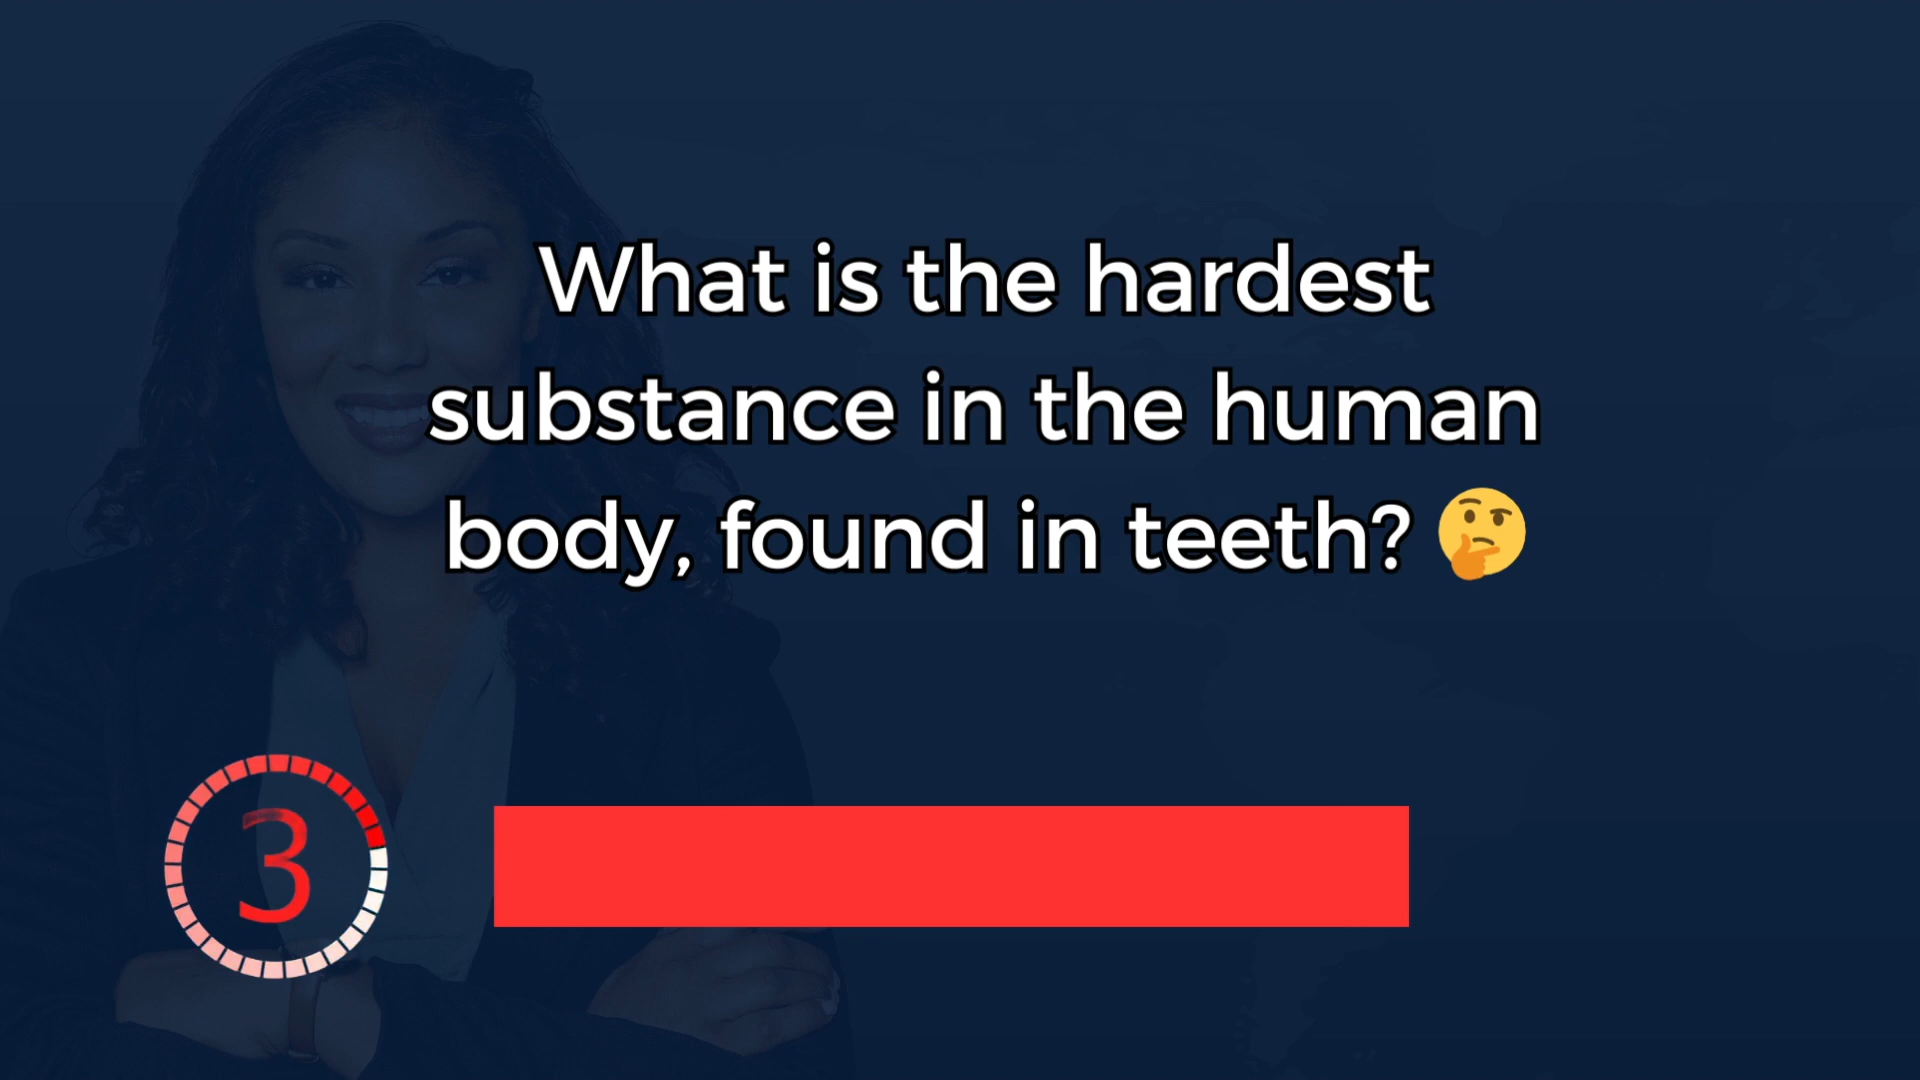 What is the hardest
substance in the human
body, found in teeth? 🤔
3